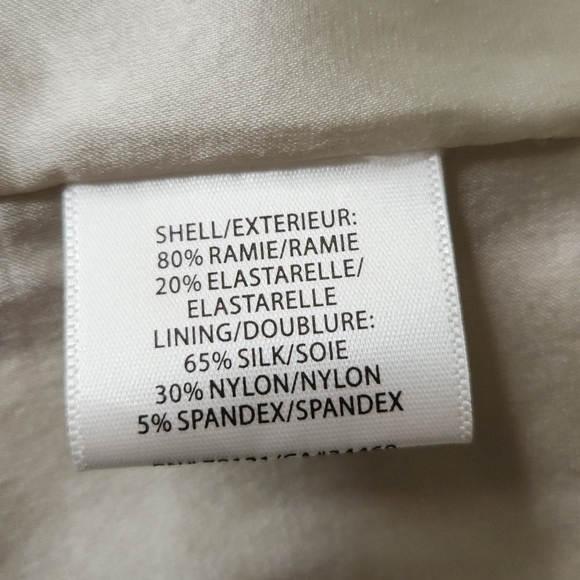 SHELL/EXTERIEUR:
80% RAMIE/RAMIE
20% ELASTARELLE/
ELASTARELLE
LINING/DOUBLURE:
65% SILK/SOIE
30% NYLON/NYLON
5% SPANDEX/SPANDEX